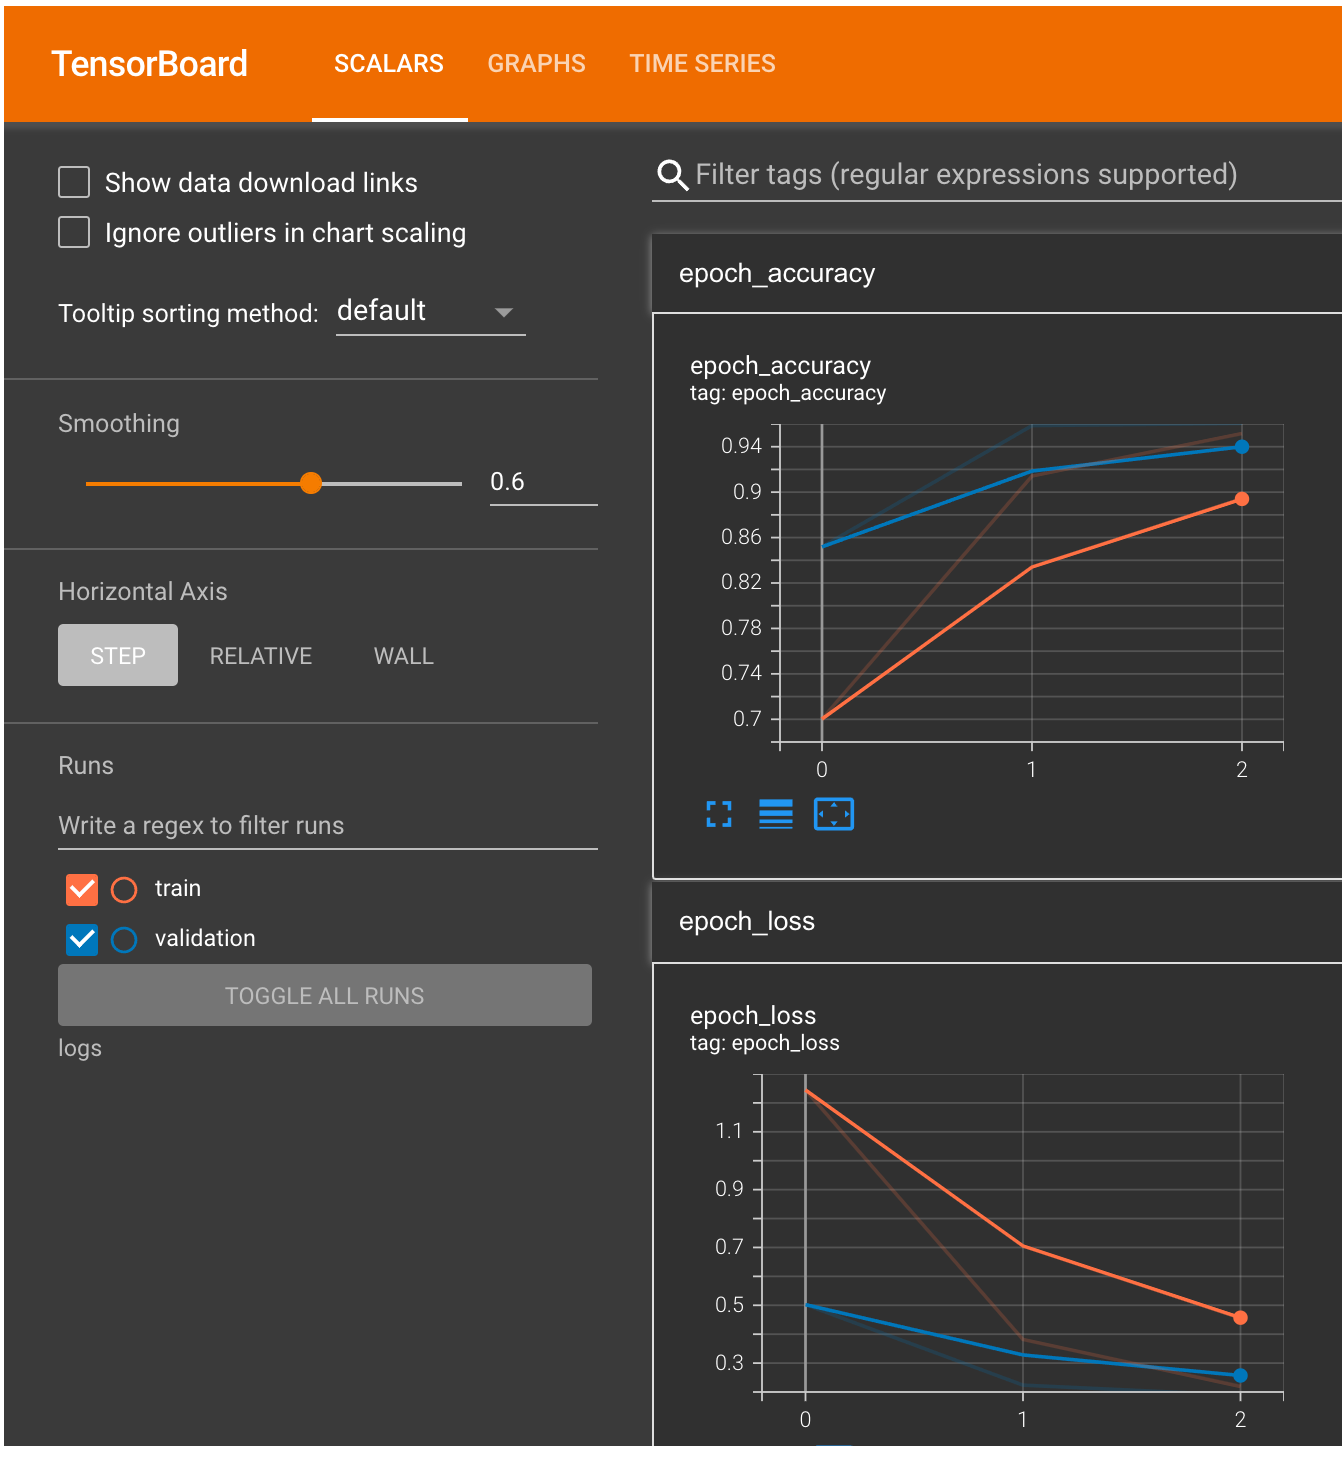 TensorBoard SCALARS GRAPHS TIME SERIES
Show data download links
Ignore outliers in chart scaling
Tooltip sorting method: default
Smoothing
0.6
Horizontal Axis
STEP RELATIVE WALL
Runs
Write a regex to filter runs
train
validation
TOGGLE ALL RUNS
logs
Filter tags (regular expressions supported)
epoch_accuracy
epoch_accuracy
tag: epoch_accuracy
0.94
0.9
0.86
0.82
0.78
0.74
0.7
0 1 2
epoch_loss
epoch_loss
tag: epoch_loss
1.1
0.9
0.7
0.5
0.3
0 1 2